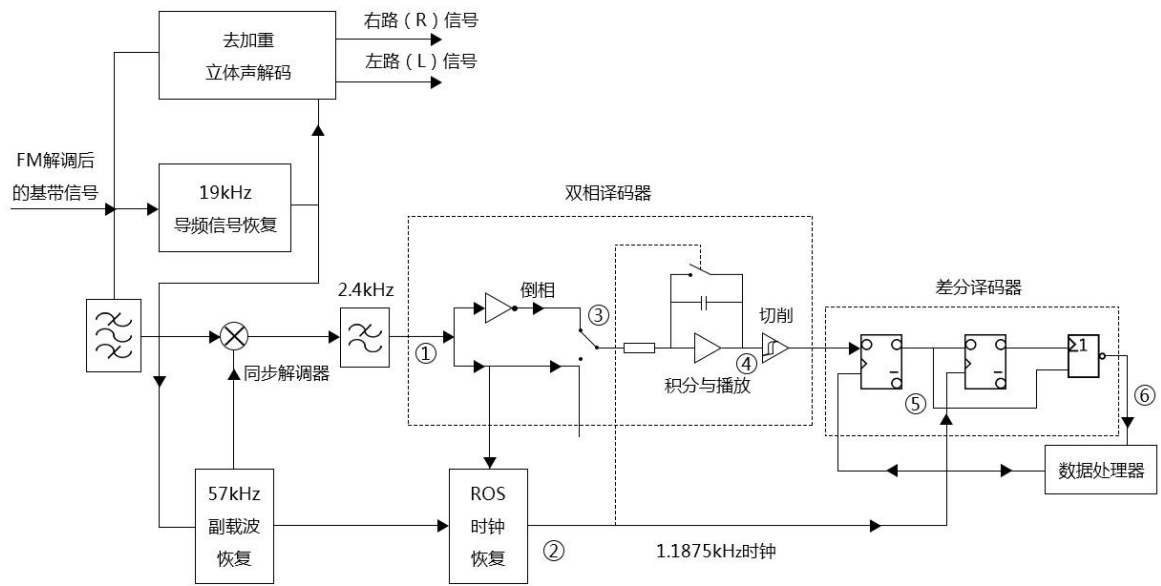 去加重
立体声解码
右路（R）信号
左路（L）信号
FM解调后
的基带信号
19kHz
导频信号恢复
双相译码器
2.4kHz
倒相
③
切削
差分译码器
①
同步解调器
④
积分与播放
1
⑤
⑥
数据处理器
57kHz
副载波
恢复
ROS
时钟
恢复
②
1.1875kHz时钟